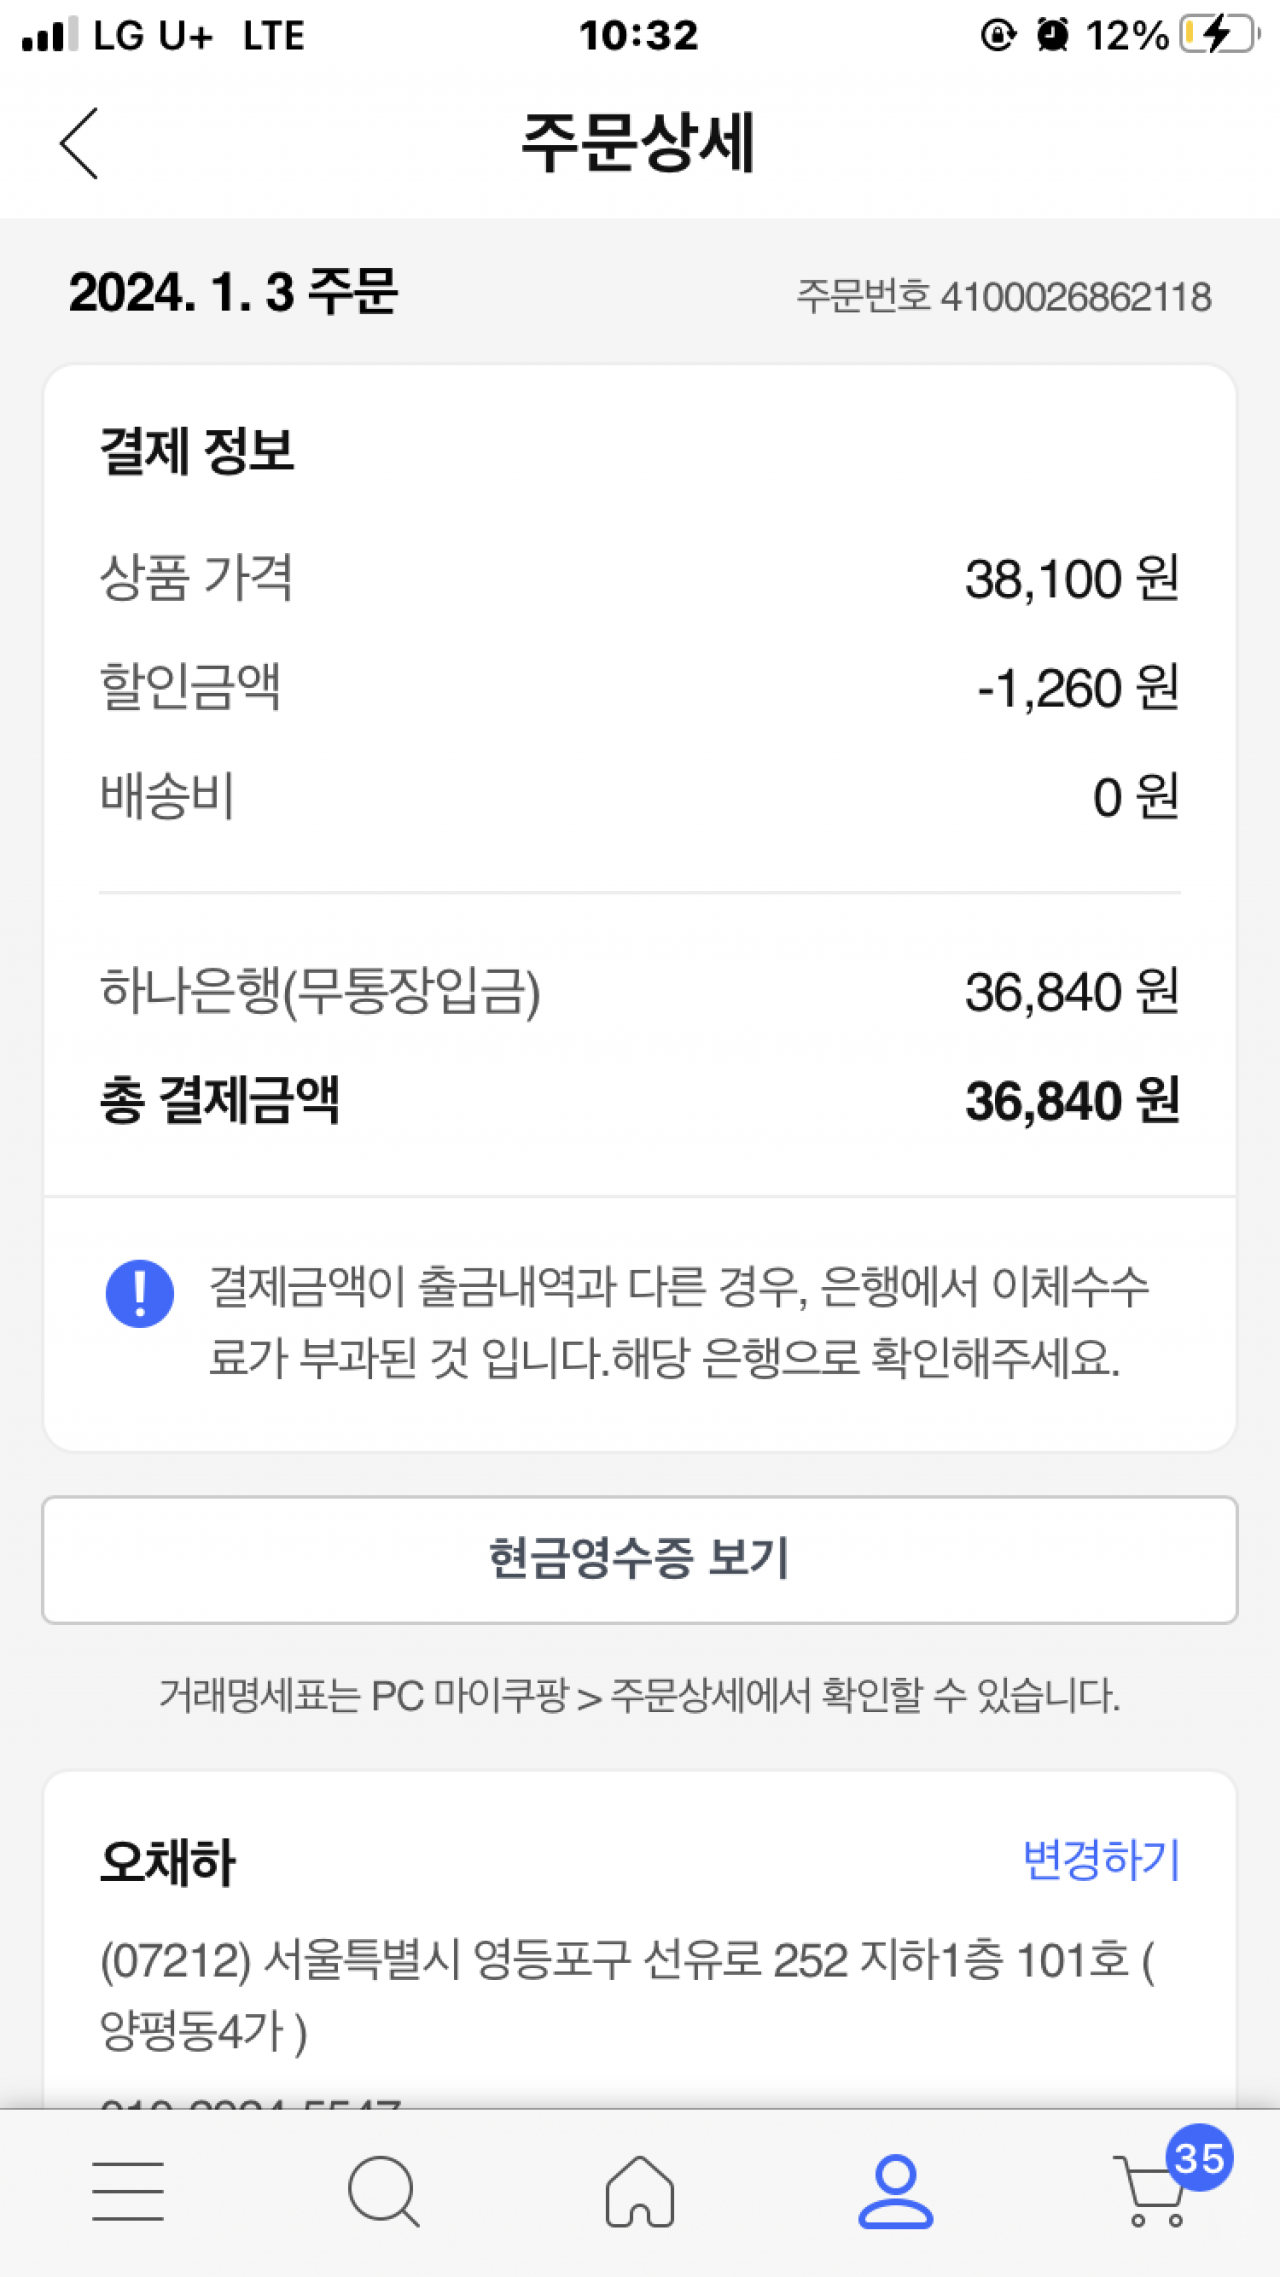 LG U+ LTE 10:32 12%
주문상세
2024. 1. 3 주문 주문번호 4100026862118
결제 정보
상품 가격 38,100 원
할인금액 -1,260 원
배송비 0 원
하나은행(무통장입금) 36,840 원
총 결제금액 36,840 원
결제금액이 출금내역과 다른 경우, 은행에서 이체수수
료가 부과된 것 입니다.해당 은행으로 확인해주세요.
현금영수증 보기
거래명세표는 PC 마이쿠팡 > 주문상세에서 확인할 수 있습니다.
오채하 변경하기
(07212) 서울특별시 영등포구 선유로 252 지하1층 101호 (
양평동4가 )
35